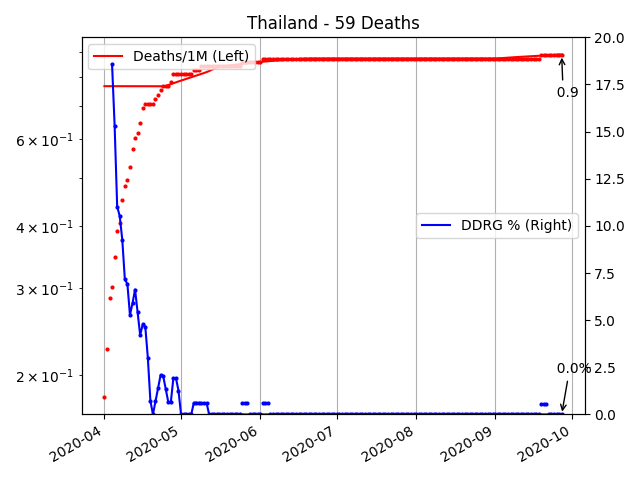 Thailand - 59 Deaths
Deaths/1M (Left)
DDRG % (Right)
0.9
0.0%
6 × 10⁻¹
4 × 10⁻¹
3 × 10⁻¹
2 × 10⁻¹
20.0
17.5
15.0
12.5
10.0
7.5
5.0
2.5
0.0
2020-04
2020-05
2020-06
2020-07
2020-08
2020-09
2020-10